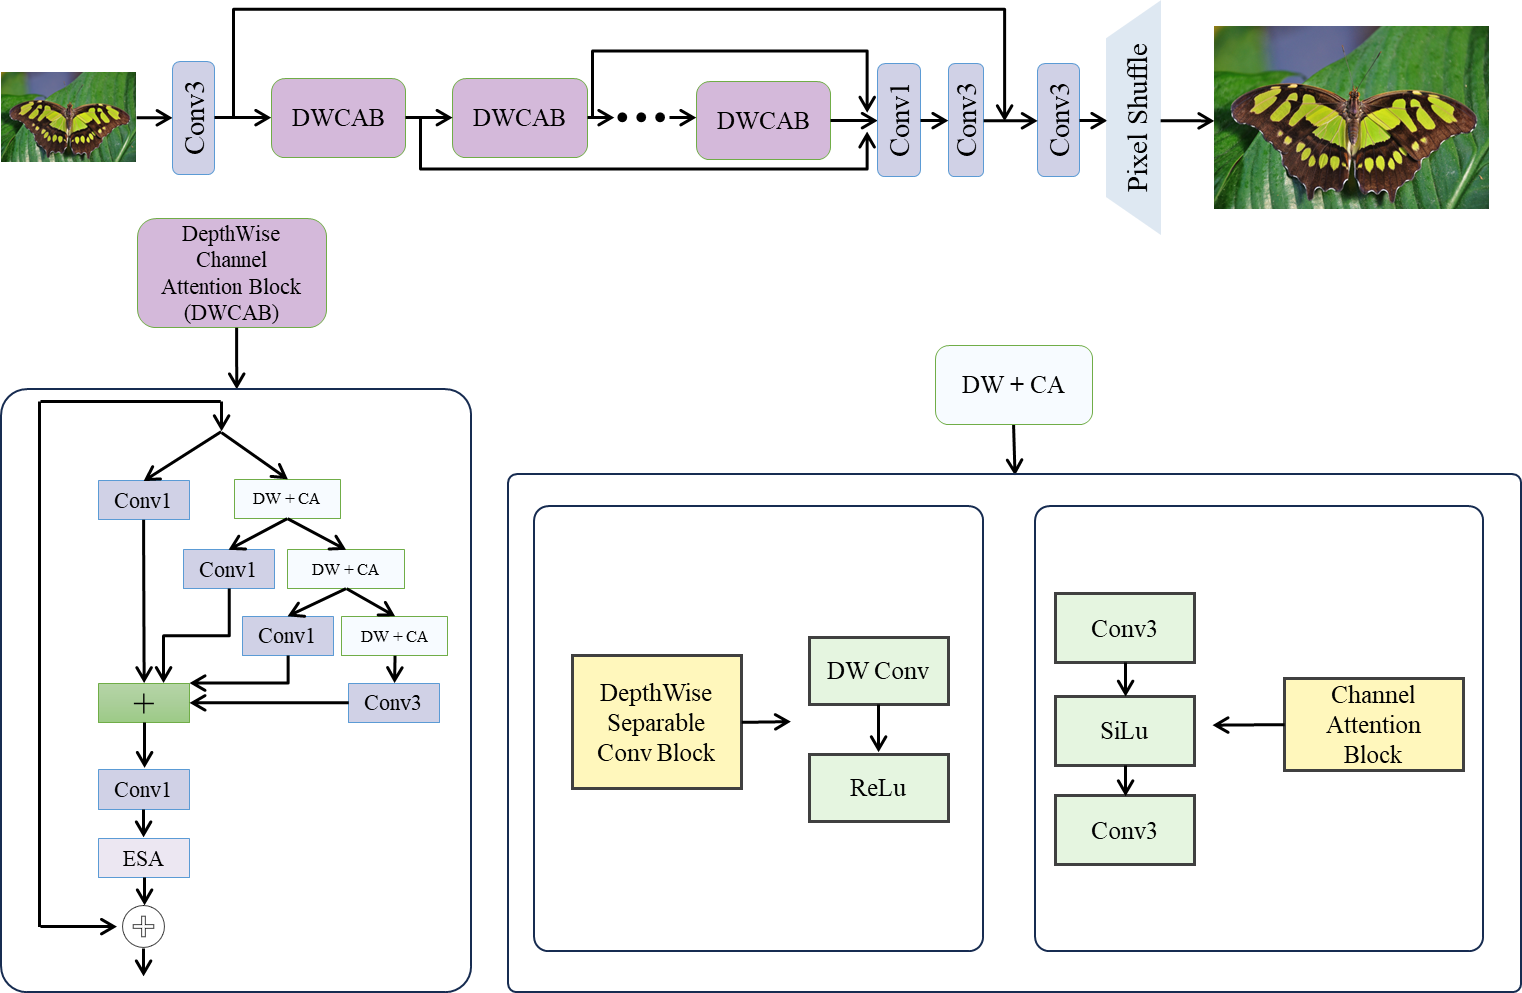 Conv3
DWCAB
DWCAB
DWCAB
Conv1
Conv3
Conv3
Pixel Shuffle
DepthWise
Channel
Attention Block
(DWCAB)
DW + CA
Conv1
DW + CA
Conv1
DW + CA
Conv1
DW + CA
+
Conv3
Conv1
ESA
DepthWise
Separable
Conv Block
DW Conv
ReLu
Conv3
SiLu
Conv3
Channel
Attention
Block